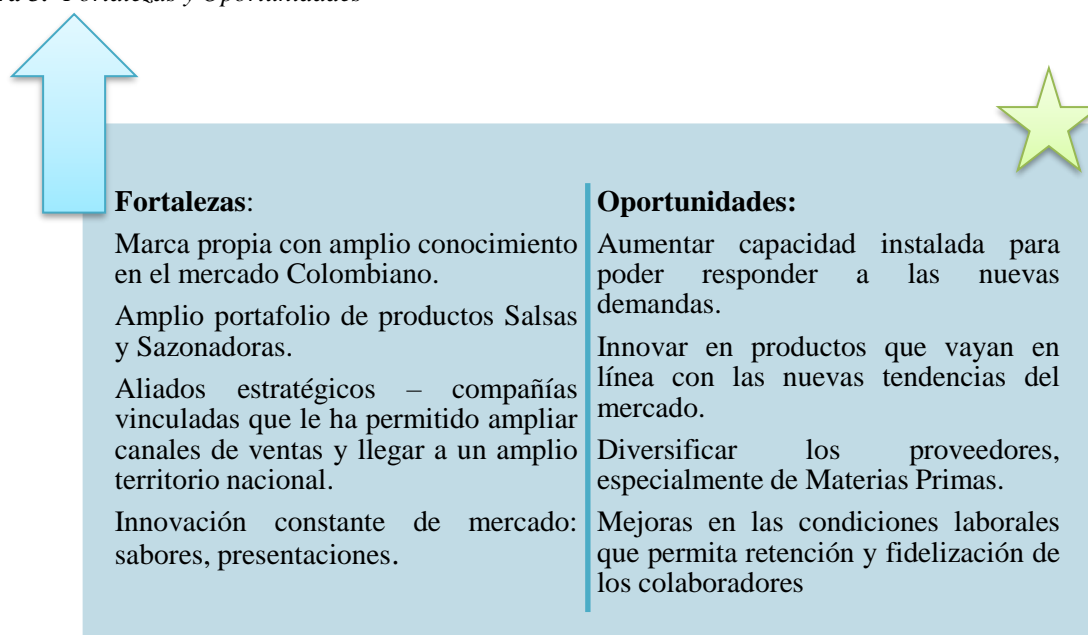 Fortalezas y Oportunidades
Fortalezas:
Marca propia con amplio conocimiento
en el mercado Colombiano.
Amplio portafolio de productos Salsas
y Sazonadoras.
Aliados estratégicos – compañías
vinculadas que le ha permitido ampliar
canales de ventas y llegar a un amplio
territorio nacional.
Innovación constante de mercado:
sabores, presentaciones.
Oportunidades:
Aumentar capacidad instalada para
poder responder a las nuevas
demandas.
Innovar en productos que vayan en
línea con las nuevas tendencias del
mercado.
Diversificar los proveedores,
especialmente de Materias Primas.
Mejoras en las condiciones laborales
que permita retención y fidelización de
los colaboradores